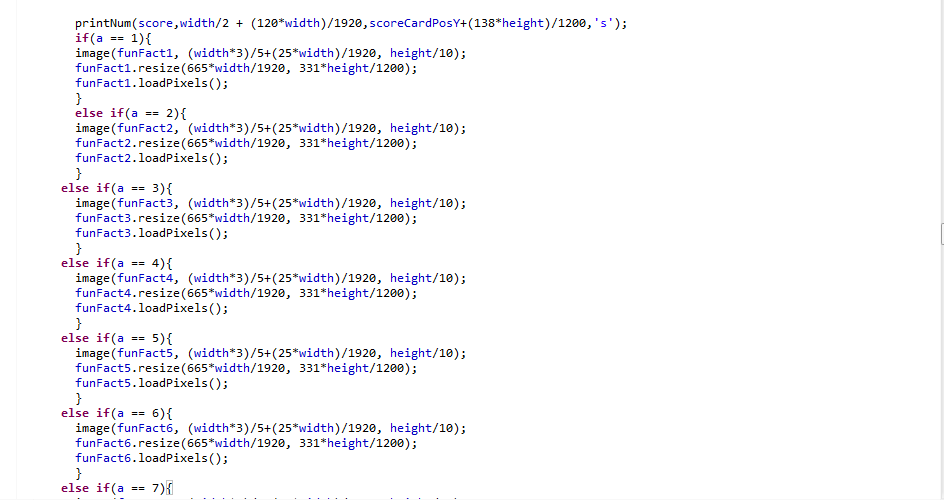 printNum(score,width/2 + (120*width)/1920,scoreCardPosY+(138*height)/1200,'s');
if(a == 1){
image(funFact1, (width*3)/5+(25*width)/1920, height/10);
funFact1.resize(665*width/1920, 331*height/1200);
funFact1.loadPixels();
}
else if(a == 2){
image(funFact2, (width*3)/5+(25*width)/1920, height/10);
funFact2.resize(665*width/1920, 331*height/1200);
funFact2.loadPixels();
}
else if(a == 3){
image(funFact3, (width*3)/5+(25*width)/1920, height/10);
funFact3.resize(665*width/1920, 331*height/1200);
funFact3.loadPixels();
}
else if(a == 4){
image(funFact4, (width*3)/5+(25*width)/1920, height/10);
funFact4.resize(665*width/1920, 331*height/1200);
funFact4.loadPixels();
}
else if(a == 5){
image(funFact5, (width*3)/5+(25*width)/1920, height/10);
funFact5.resize(665*width/1920, 331*height/1200);
funFact5.loadPixels();
}
else if(a == 6){
image(funFact6, (width*3)/5+(25*width)/1920, height/10);
funFact6.resize(665*width/1920, 331*height/1200);
funFact6.loadPixels();
}
else if(a == 7){